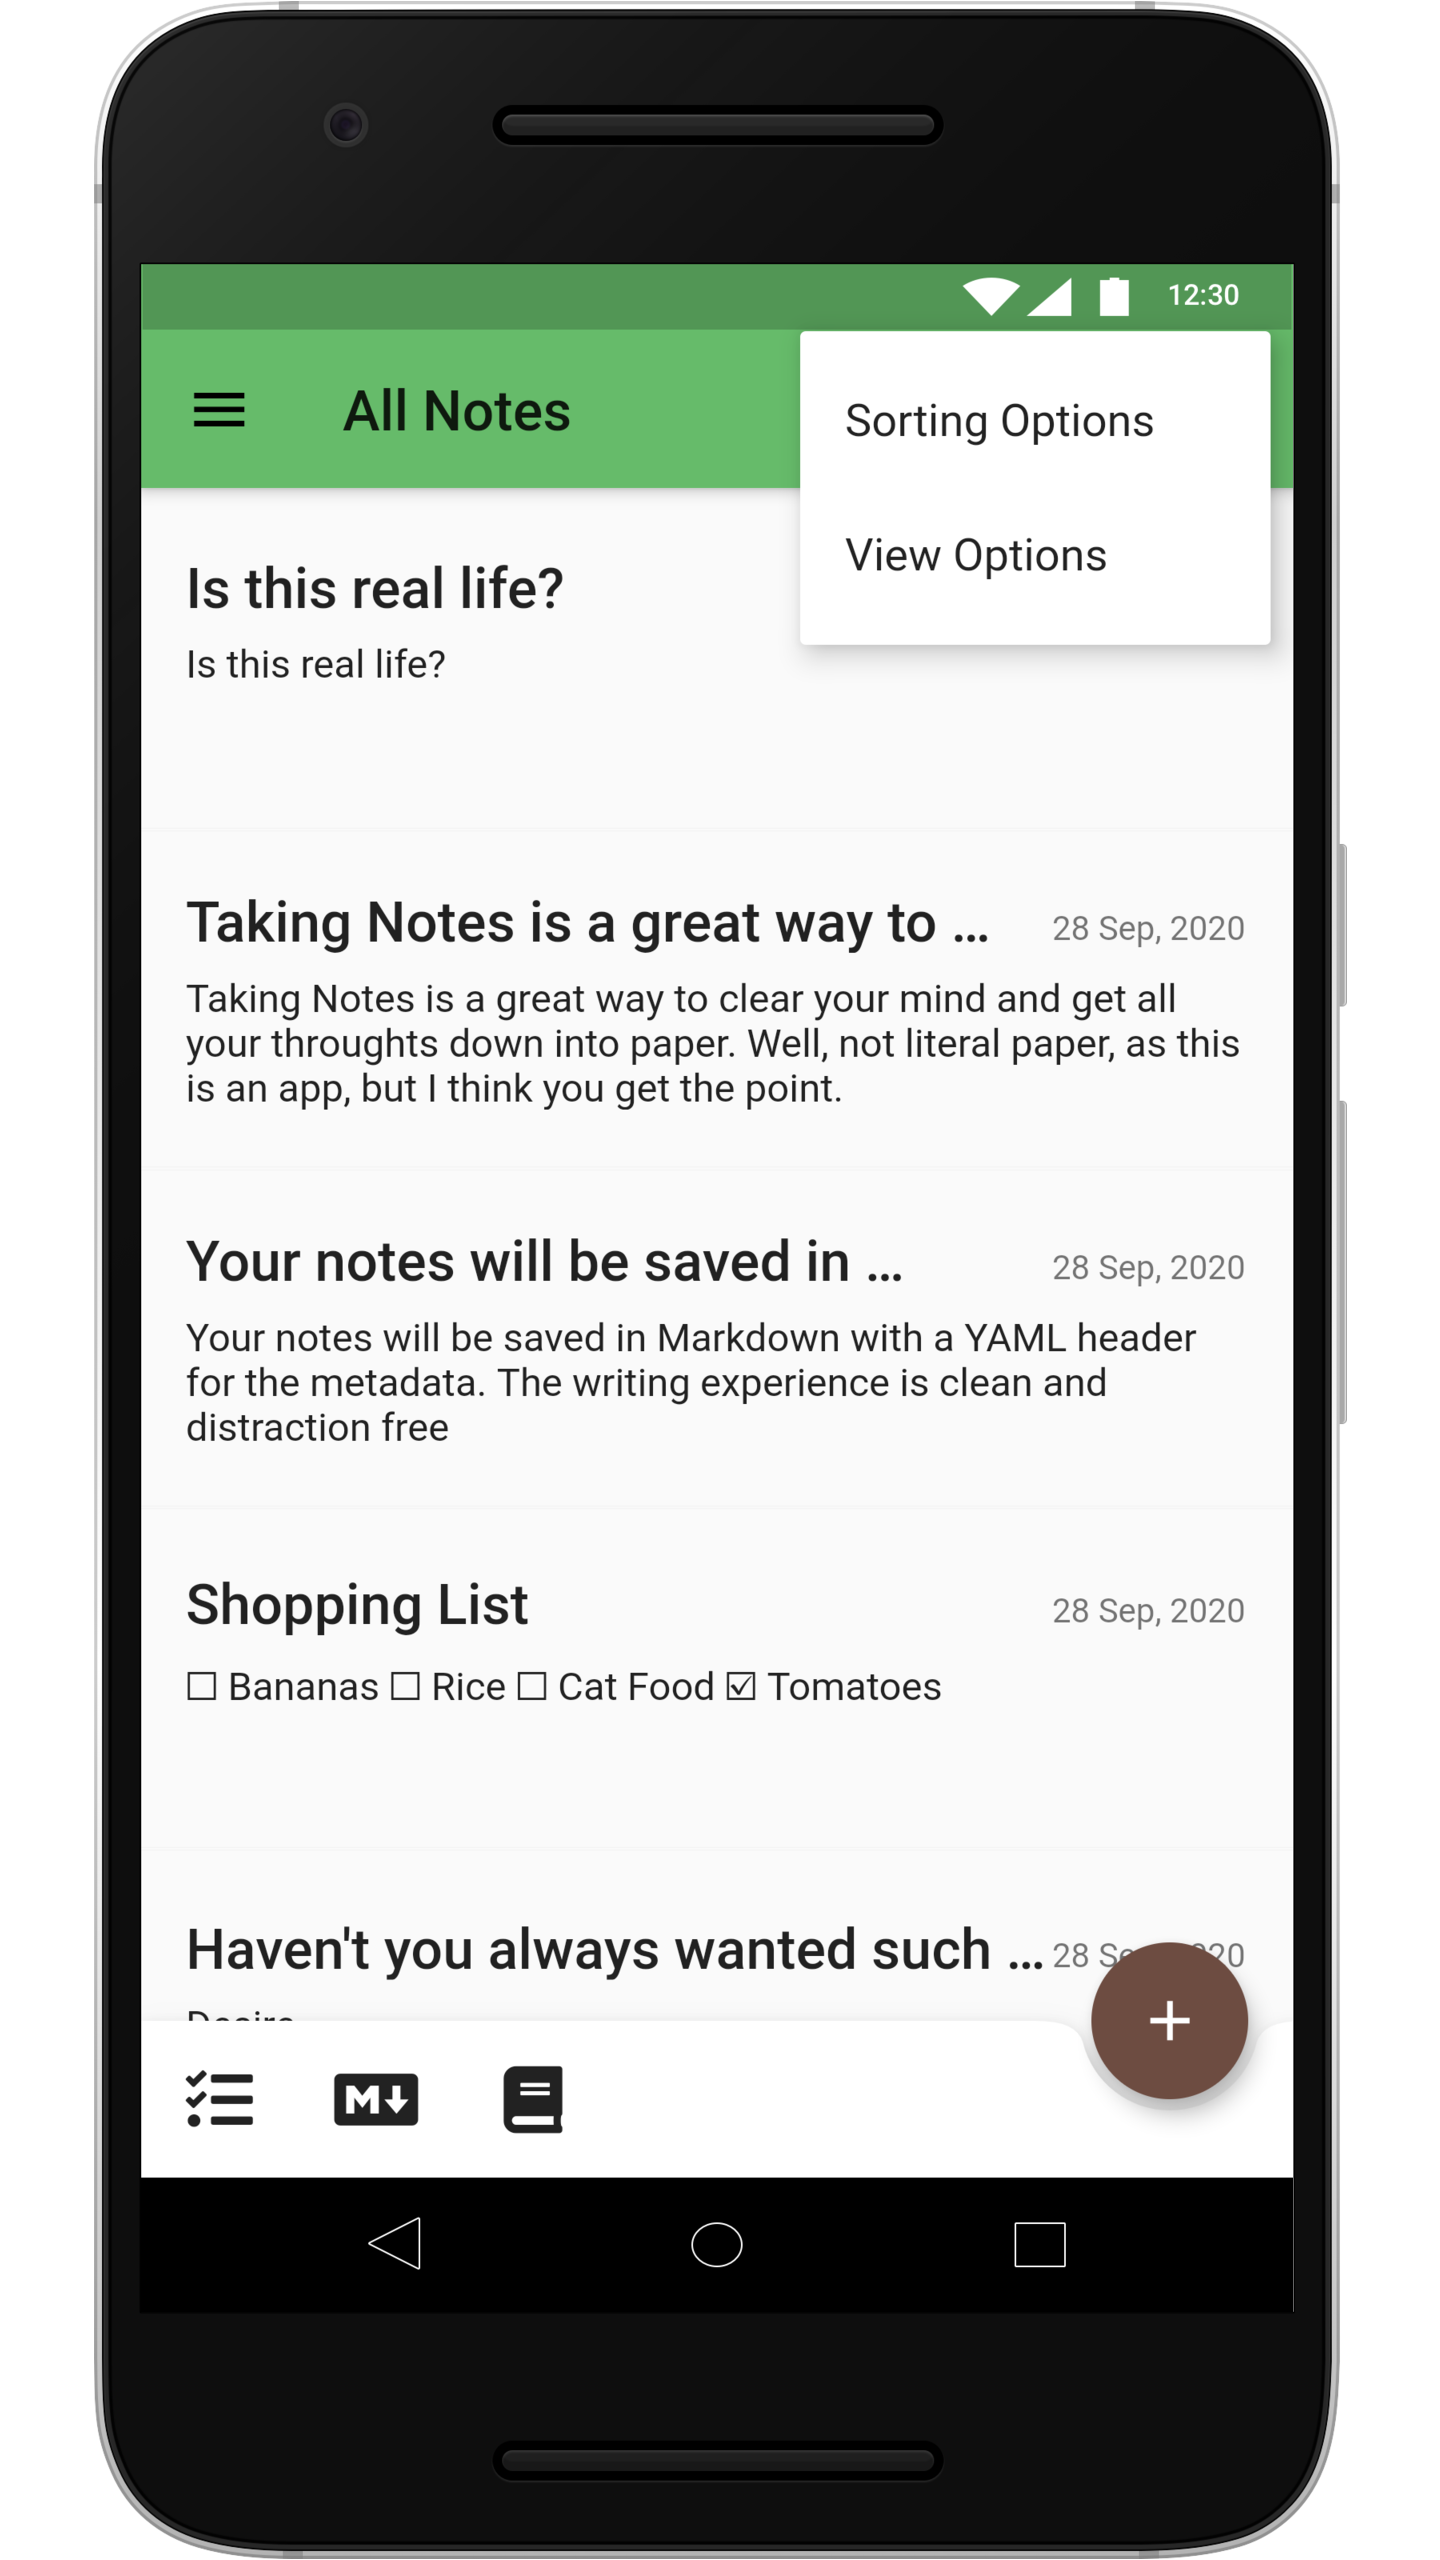 12:30
All Notes
Sorting Options
View Options
Is this real life?
Is this real life?
Taking Notes is a great way to ...
28 Sep, 2020
Taking Notes is a great way to clear your mind and get all
your throughts down into paper. Well, not literal paper, as this
is an app, but I think you get the point.
Your notes will be saved in ...
28 Sep, 2020
Your notes will be saved in Markdown with a YAML header
for the metadata. The writing experience is clean and
distraction free
Shopping List
28 Sep, 2020
☐ Bananas ☐ Rice ☐ Cat Food ☑ Tomatoes
Haven't you always wanted such ...
28
M